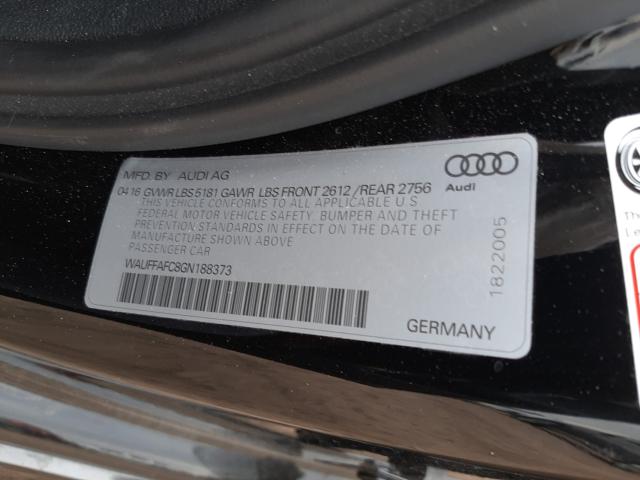 MFD. BY AUDI AG
0416 GVWR LBS 5181 GAWR LBS FRONT 2612 / REAR 2756
THIS VEHICLE CONFORMS TO ALL APPLICABLE U.S
FEDERAL MOTOR VEHICLE SAFETY, BUMPER AND THEFT
PREVENTION STANDARDS IN EFFECT ON THE DATE OF
MANUFACTURE SHOWN ABOVE
PASSENGER CAR
WAUFFAFC8GN188373
Audi
1822005
GERMANY